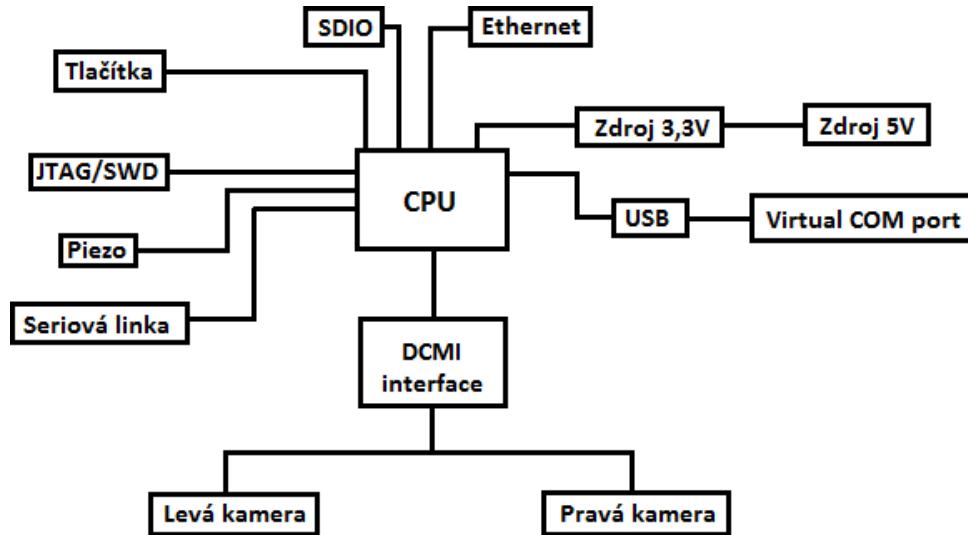 SDIO
Ethernet
Tlačítka
Zdroj 3,3V
Zdroj 5V
JTAG/SWD
CPU
USB
Virtual COM port
Piezo
Seriová linka
DCMI
interface
Levá kamera
Pravá kamera